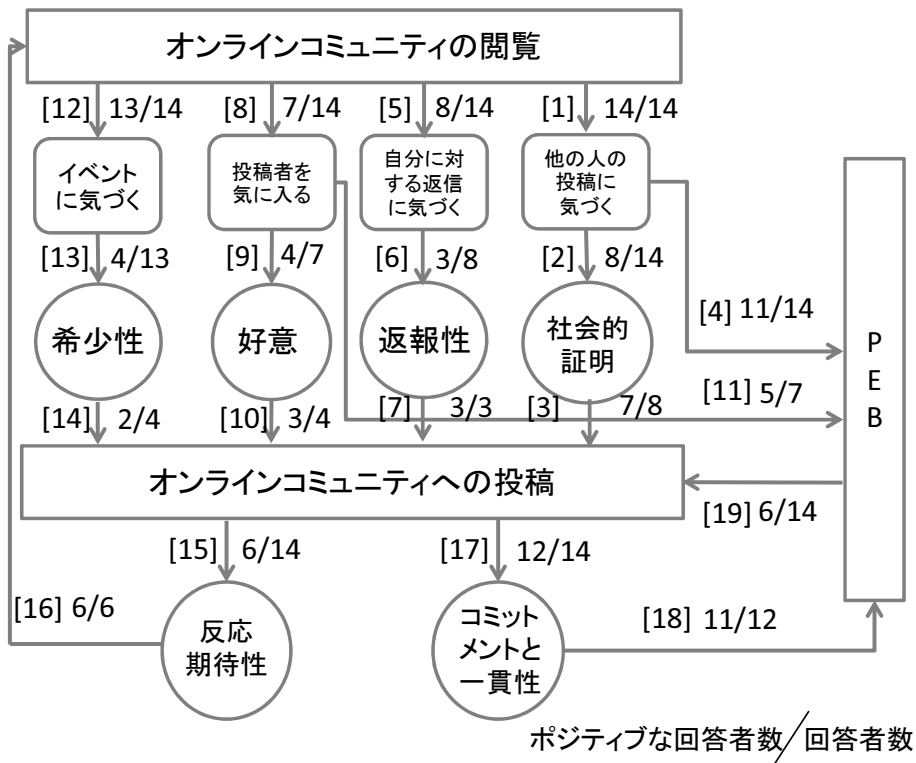 オンラインコミュニティの閲覧
[12] 13/14
[8] 7/14
[5] 8/14
[1] 14/14
イベント
に気づく
投稿者を
気に入る
自分に対
する返信
に気づく
他の人の
投稿に
気づく
[13] 4/13
[9] 4/7
[6] 3/8
[2] 8/14
[4] 11/14
希少性
好意
返報性
社会的
証明
P
E
B
[14] 2/4
[10] 3/4
[7] 3/3
[3] 7/8
[11] 5/7
オンラインコミュニティへの投稿
[19] 6/14
[15] 6/14
[17] 12/14
[16] 6/6
反応
期待性
コミット
メントと
一貫性
[18] 11/12
ポジティブな回答者数/回答者数